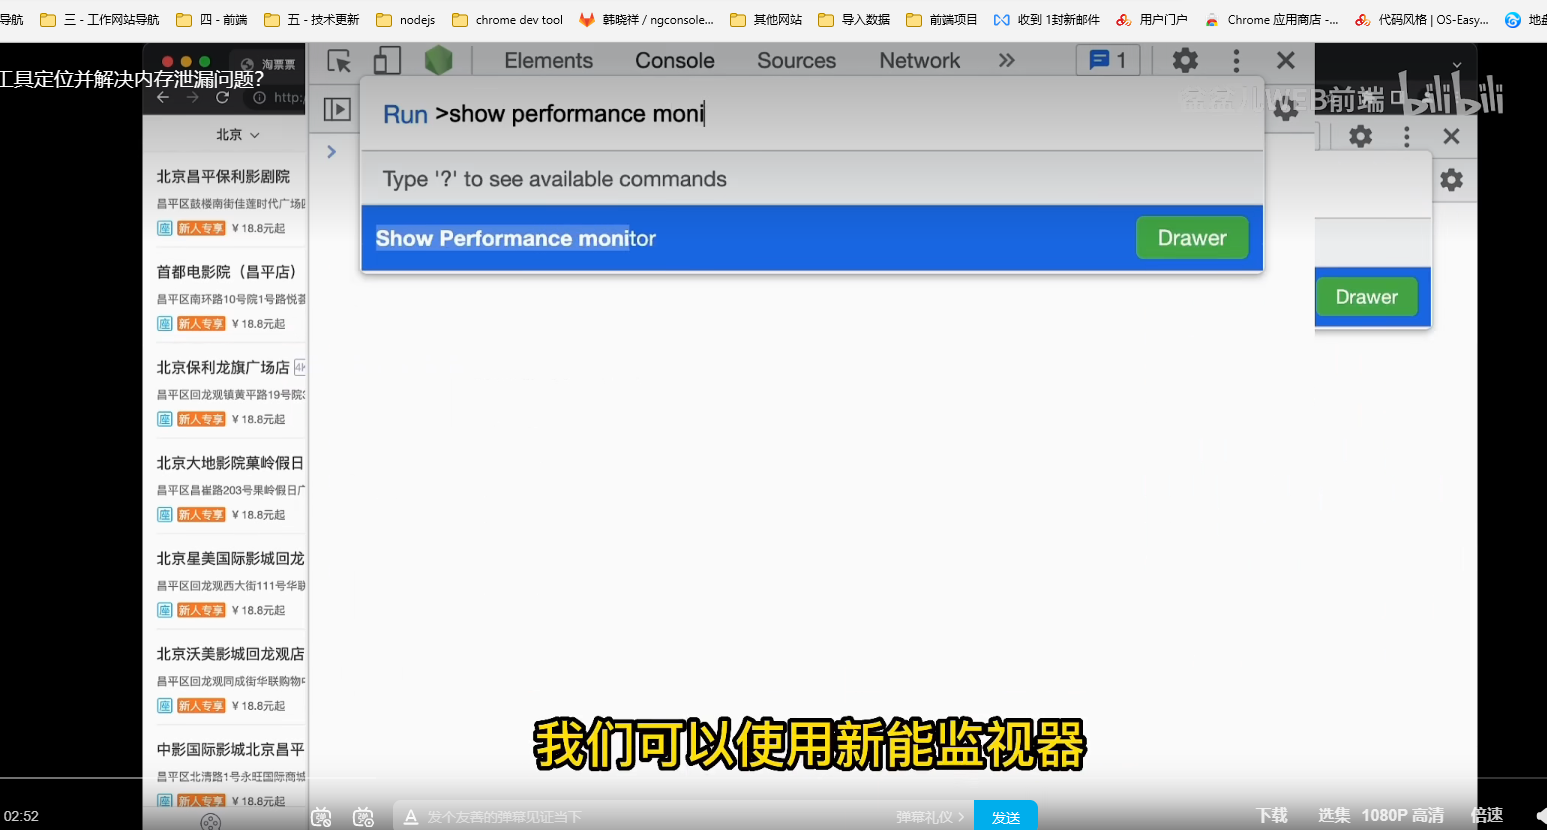 导航 三 - 工作网站导航 四 - 前端 五 - 技术更新 nodejs chrome dev tool 韩晓祥 / ngconsole... 其他网站 导入数据 前端项目 收到 1封新邮件 用户门户 Chrome 应用商店 -... 代码风格 | OS-Easy... 地
工具定位并解决内存泄漏问题?
淘票票
http:
Elements Console Sources Network » 1
鑫鑫儿WEB前端 bilibili
Run >show performance moni
Type '?' to see available commands
Show Performance monitor Drawer
Drawer
北京
北京昌平保利影剧院
昌平区鼓楼南街佳莲时代广场
座 新人专享 ¥ 18.8元起
首都电影院（昌平店）
昌平区南环路10号院1号路悦荟
座 新人专享 ¥ 18.8元起
北京保利龙旗广场店 4K
昌平区回龙观镇黄平路19号院
座 新人专享 ¥ 18.8元起
北京大地影院菓岭假日
昌平区昌崔路203号果岭假日广
座 新人专享 ¥ 18.8元起
北京星美国际影城回龙
昌平区回龙观西大街111号华联
座 新人专享 ¥ 18.8元起
北京沃美影城回龙观店
昌平区回龙观同成街华联购物中
座 新人专享 ¥ 18.8元起
中影国际影城北京昌平
昌平区北清路1号永旺国际商城
座 新人专享 ¥ 18.8元起
我们可以使用新能监视器
02:52 发个友善的弹幕见证当下 弹幕礼仪 发送 下载 选集 1080P 高清 倍速